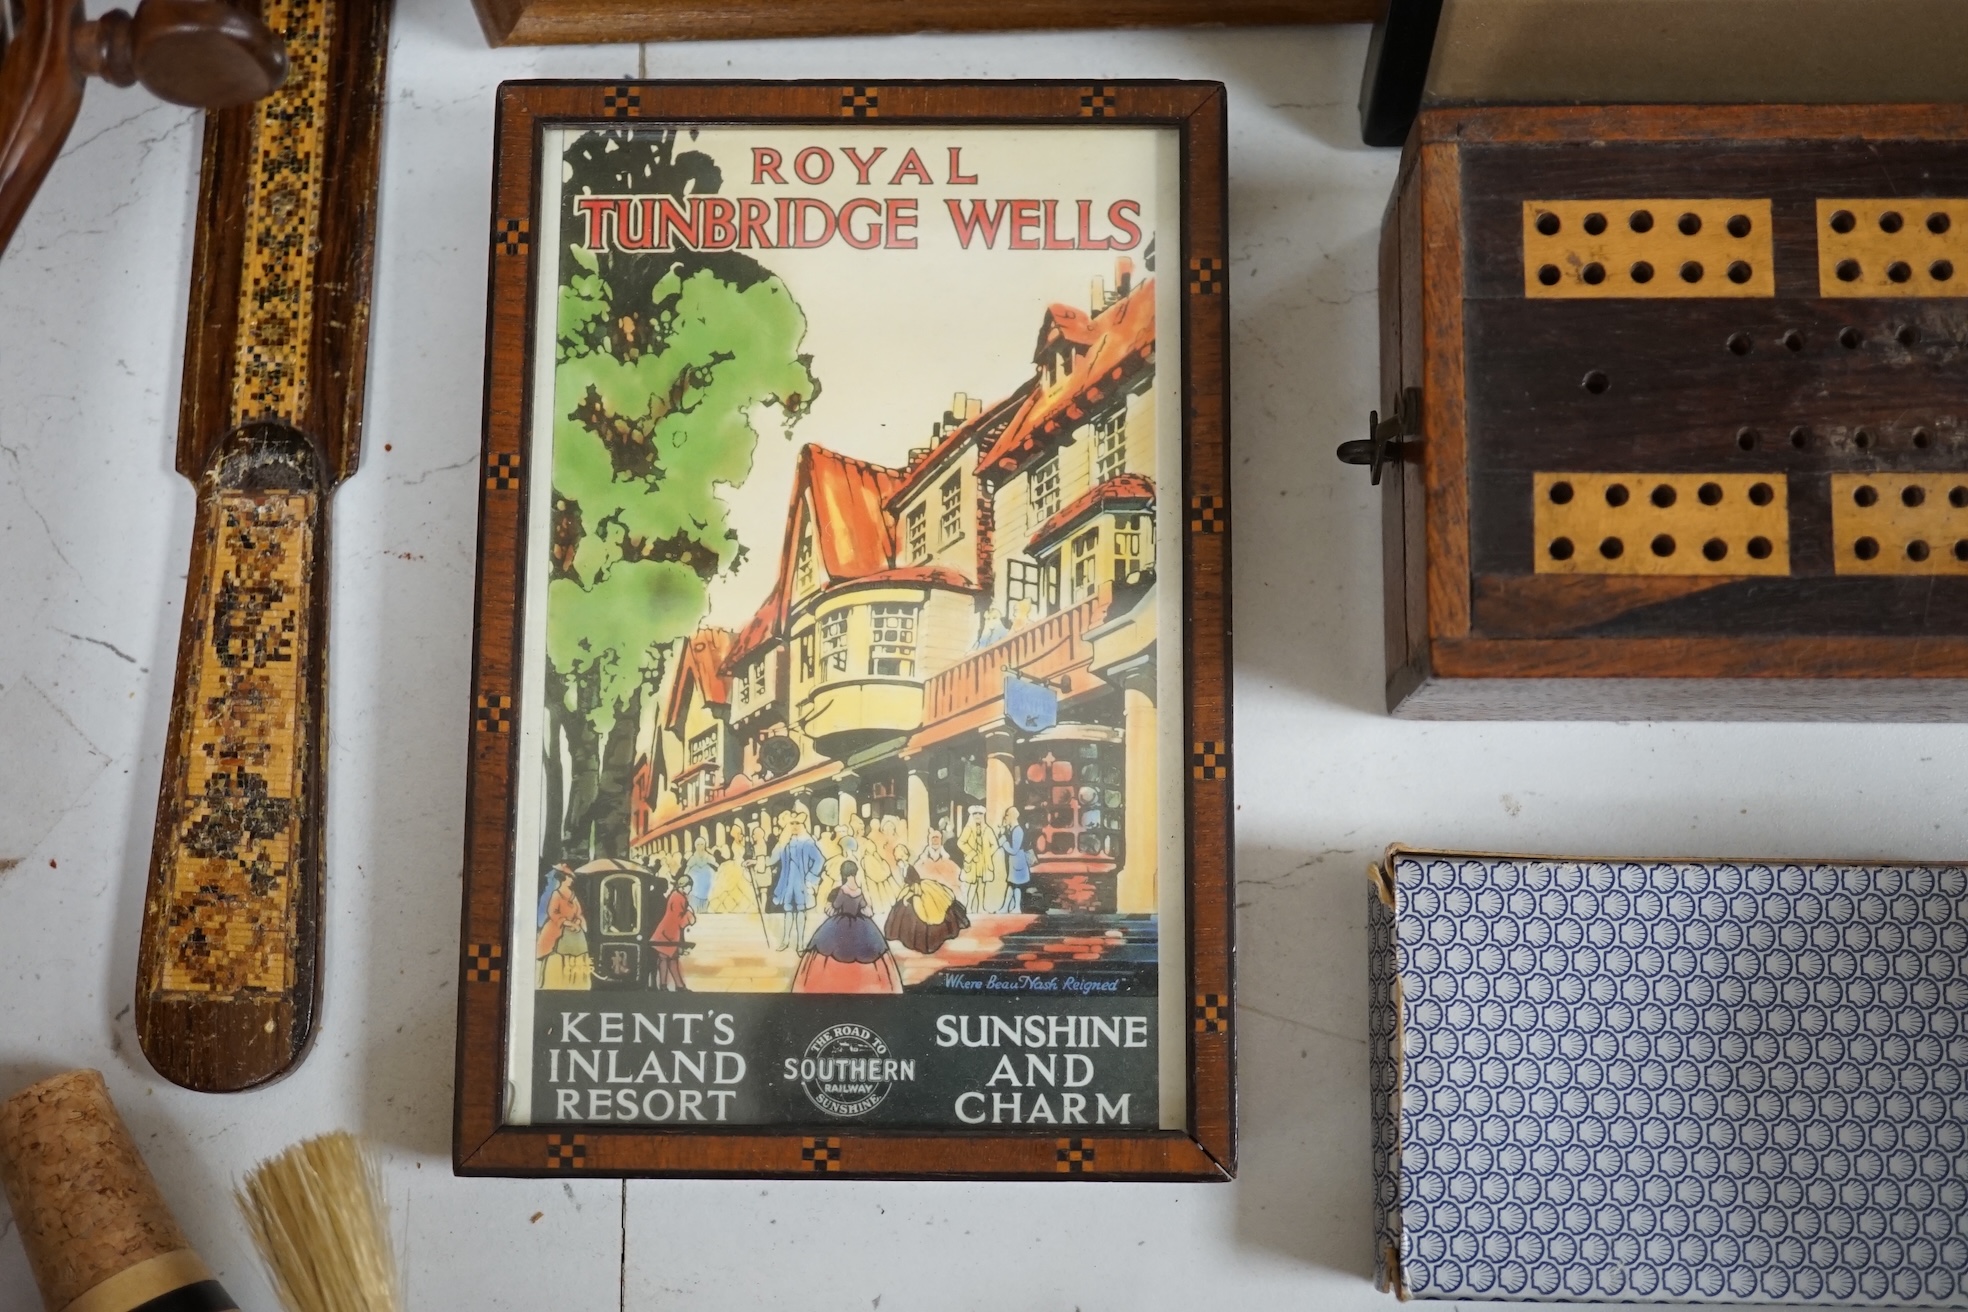 ROYAL
TUNBRIDGE WELLS
"Where Beau Nash Reigned".
KENT'S
INLAND
RESORT
THE ROAD TO
SOUTHERN
RAILWAY
SUNSHINE
SUNSHINE
AND
CHARM